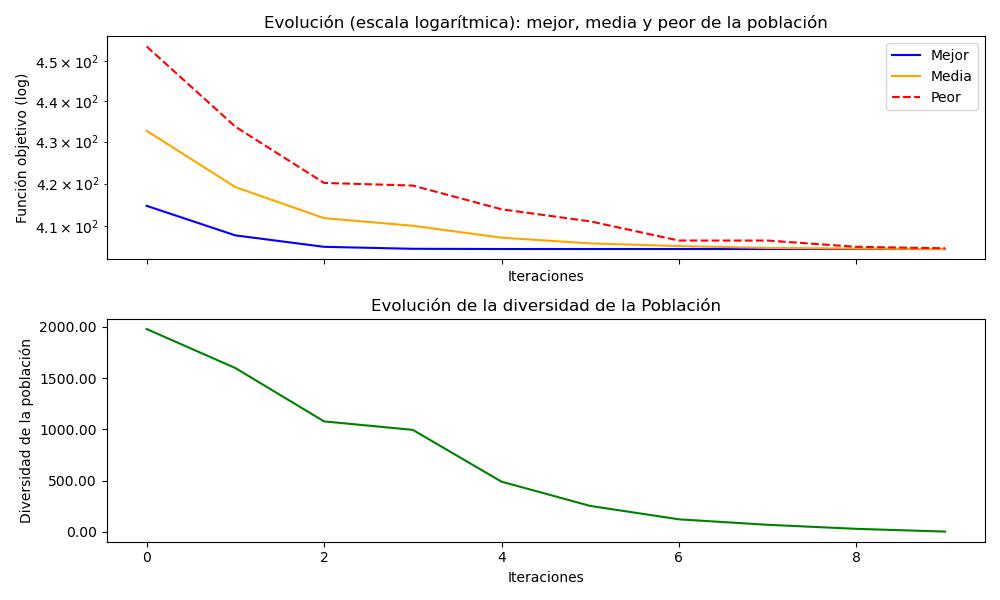 Evolución (escala logarítmica): mejor, media y peor de la población
Función objetivo (log)
4.5 × 10²
4.4 × 10²
4.3 × 10²
4.2 × 10²
4.1 × 10²
Mejor
Media
Peor
Iteraciones
Evolución de la diversidad de la Población
Diversidad de la población
2000.00
1500.00
1000.00
500.00
0.00
0 2 4 6 8
Iteraciones